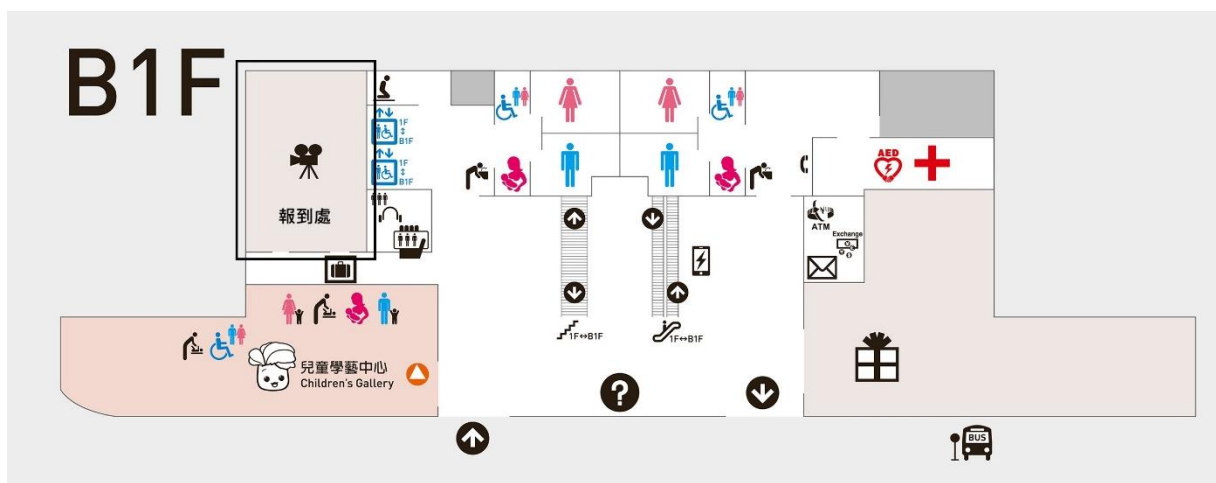 B1F
1F
B1F
1F
B1F
報到處
AED
ATM
Exchange
1F↔B1F
1F↔B1F
兒童學藝中心
Children's Gallery
?
BUS